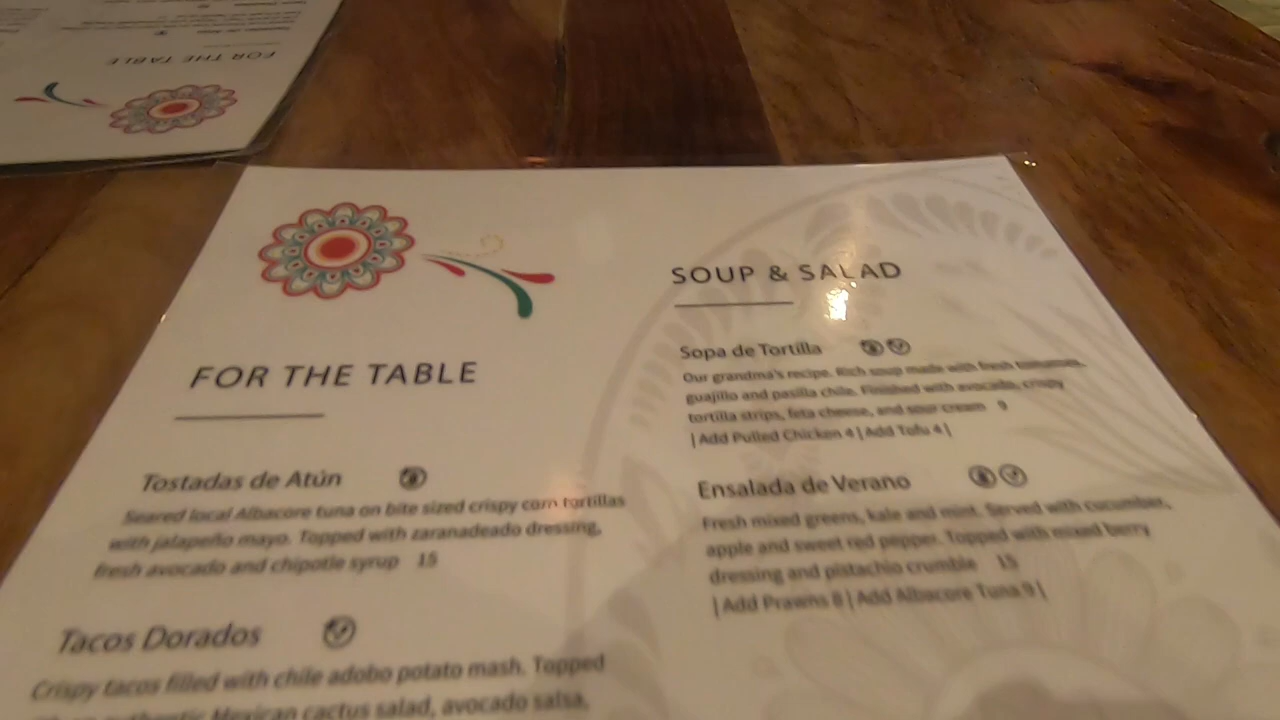 FOR THE TABLE
FOR THE TABLE
Tostadas de Atún
Seared local Albacore tuna on bite sized crispy corn tortillas
with jalapeño mayo. Topped with zaranadeado dressing,
fresh avocado and chipotle syrup 15
Tacos Dorados
Crispy tacos filled with chile adobo potato mash. Topped
authentic Mexican cactus salad, avocado salsa,
SOUP & SALAD
Sopa de Tortilla
Our grandma's recipe. Rich soup made with fresh tomatoes,
guajillo and pasilla chile. Finished with avocado, crispy
tortilla strips, feta cheese, and sour cream 9
| Add Pulled Chicken 4 | Add Tofu 4 |
Ensalada de Verano
Fresh mixed greens, kale and mint. Served with cucumber,
apple and sweet red pepper. Topped with mixed berry
dressing and pistachio crumble 15
| Add Prawns 8 | Add Albacore Tuna 9 |